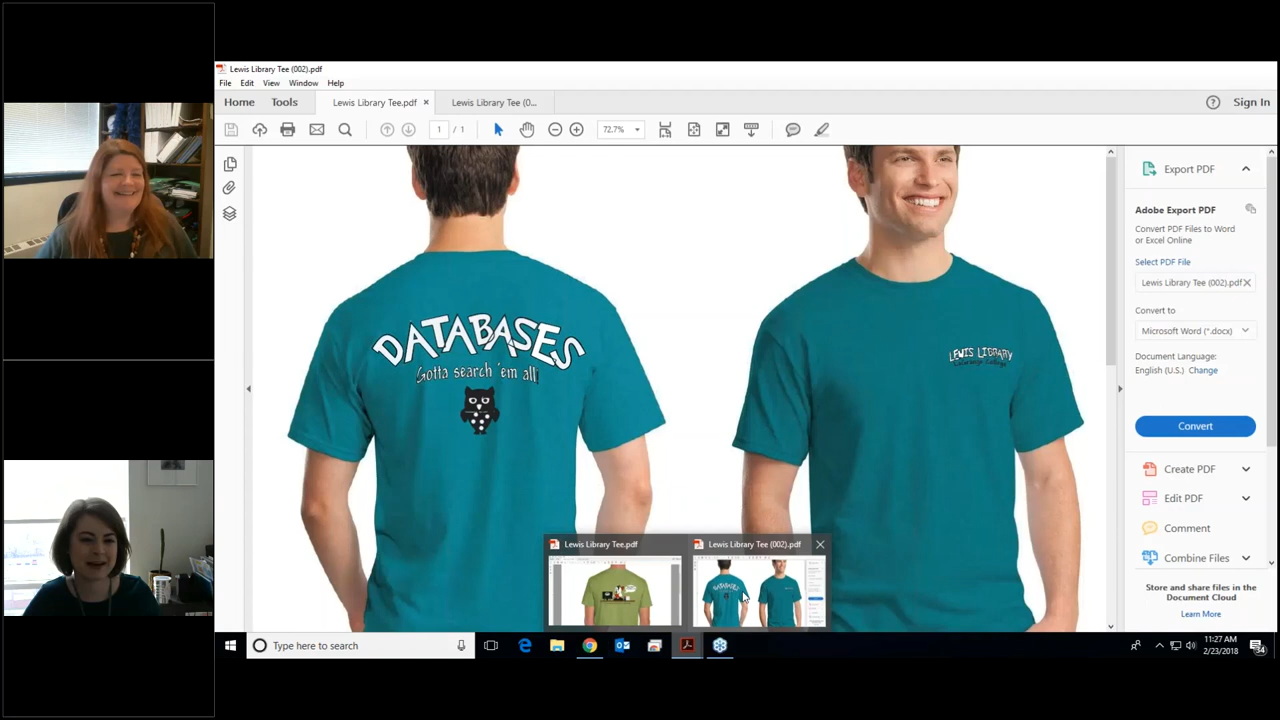 Lewis Library Tee (002).pdf
File Edit View Window Help
Home Tools Lewis Library Tee.pdf × Lewis Library Tee (0... Sign In
1 / 1 72.7%
DATABASES
Gotta search 'em all!
LEWIS LIBRARY
Export PDF
Adobe Export PDF
Convert PDF Files to Word
or Excel Online
Select PDF File
Lewis Library Tee (002).pdf ×
Convert to
Microsoft Word (*.docx)
Document Language:
English (U.S.) Change
Convert
Create PDF
Edit PDF
Comment
Combine Files
Store and share files in the
Document Cloud
Learn More
Lewis Library Tee.pdf
Lewis Library Tee (002).pdf
Type here to search
11:27 AM
2/23/2018
34